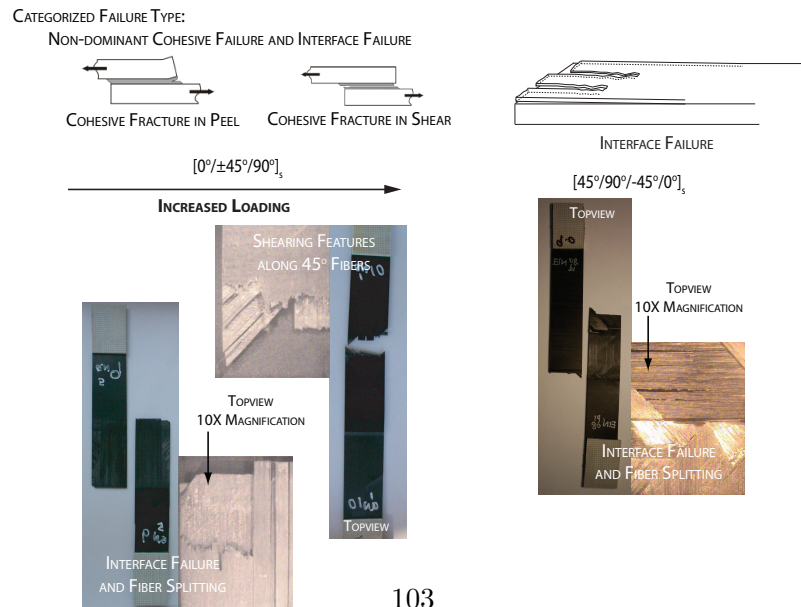 Categorized Failure Type:
Non-dominant Cohesive Failure and Interface Failure
Cohesive Fracture in Peel
Cohesive Fracture in Shear
Interface Failure
[0°/±45°/90°]s
Increased Loading
[45°/90°/-45°/0°]s
Shearing Features
along 45° Fibers
Topview
Topview
10X Magnification
Topview
10X Magnification
Interface Failure
and Fiber Splitting
Topview
Interface Failure
and Fiber Splitting
103